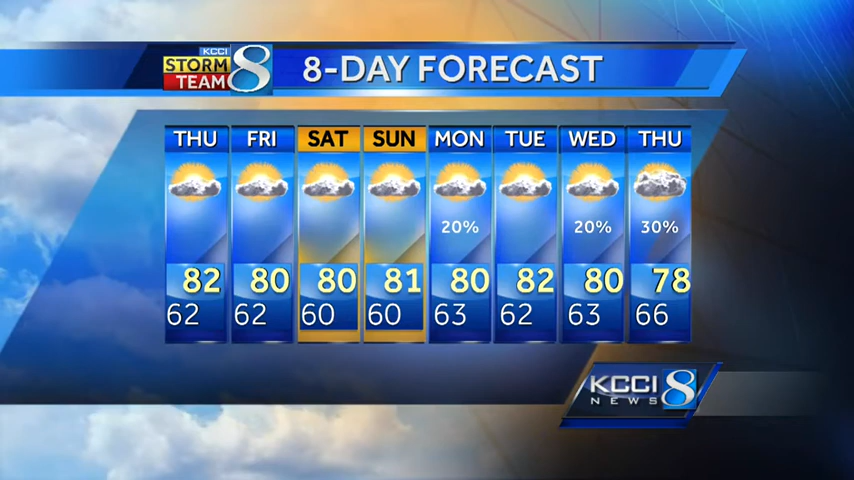 KCCI
STORM
TEAM
8
8-DAY FORECAST
THU FRI SAT SUN MON TUE WED THU
20% 20% 30%
82 80 80 81 80 82 80 78
62 62 60 60 63 62 63 66
KCCI 8
NEWS